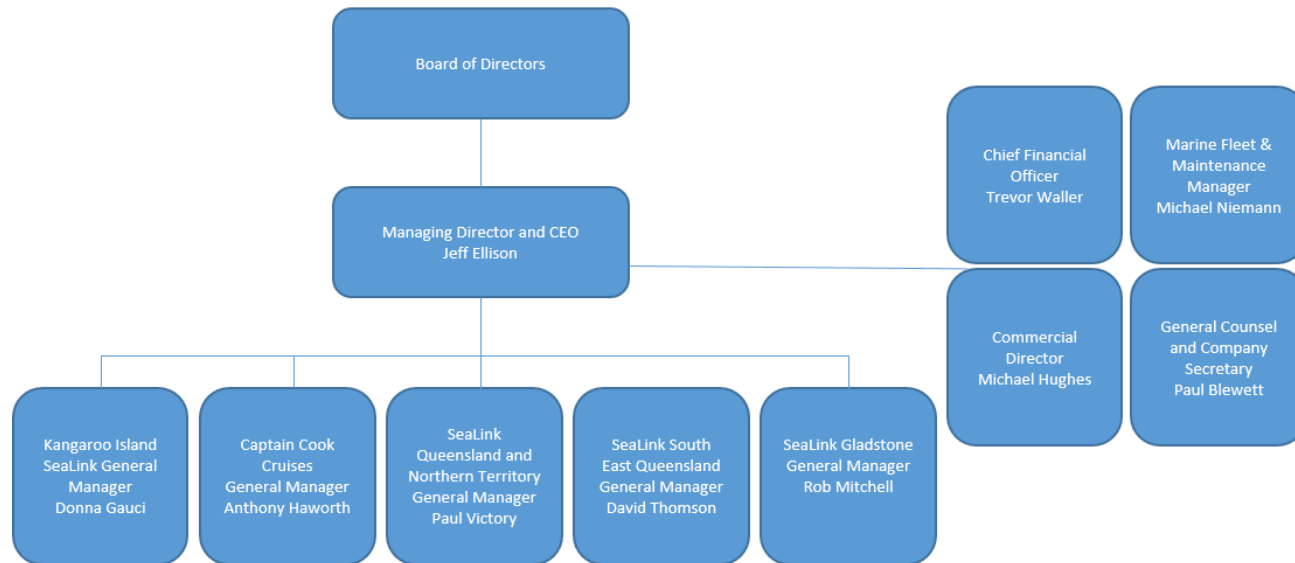 Board of Directors
Managing Director and CEO
Jeff Ellison
Chief Financial
Officer
Trevor Waller
Marine Fleet &
Maintenance
Manager
Michael Niemann
Commercial
Director
Michael Hughes
General Counsel
and Company
Secretary
Paul Blewett
Kangaroo Island
SeaLink General
Manager
Donna Gauci
Captain Cook
Cruises
General Manager
Anthony Haworth
SeaLink
Queensland and
Northern Territory
General Manager
Paul Victory
SeaLink South
East Queensland
General Manager
David Thomson
SeaLink Gladstone
General Manager
Rob Mitchell